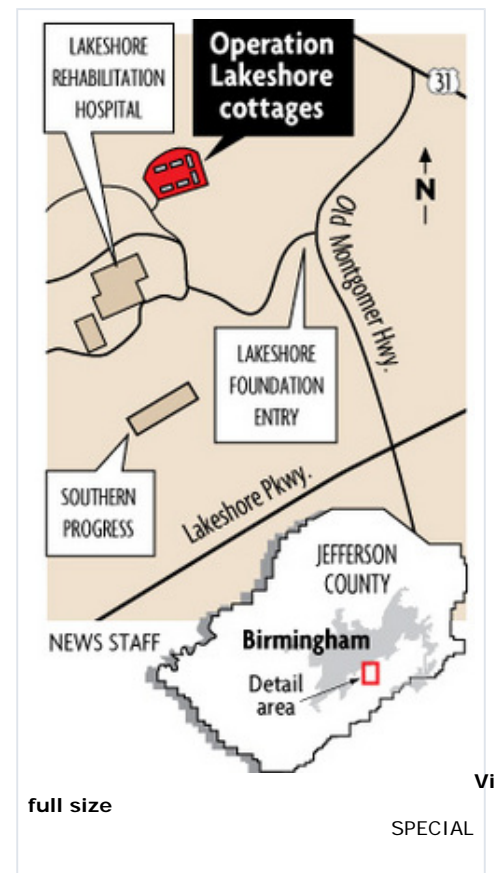 LAKESHORE
REHABILITATION
HOSPITAL
Operation
Lakeshore
cottages
31
N
Old Montgomer Hwy.
LAKESHORE
FOUNDATION
ENTRY
SOUTHERN
PROGRESS
Lakeshore Pkwy.
JEFFERSON
COUNTY
NEWS STAFF
Birmingham
Detail
area
Vi
full size
SPECIAL